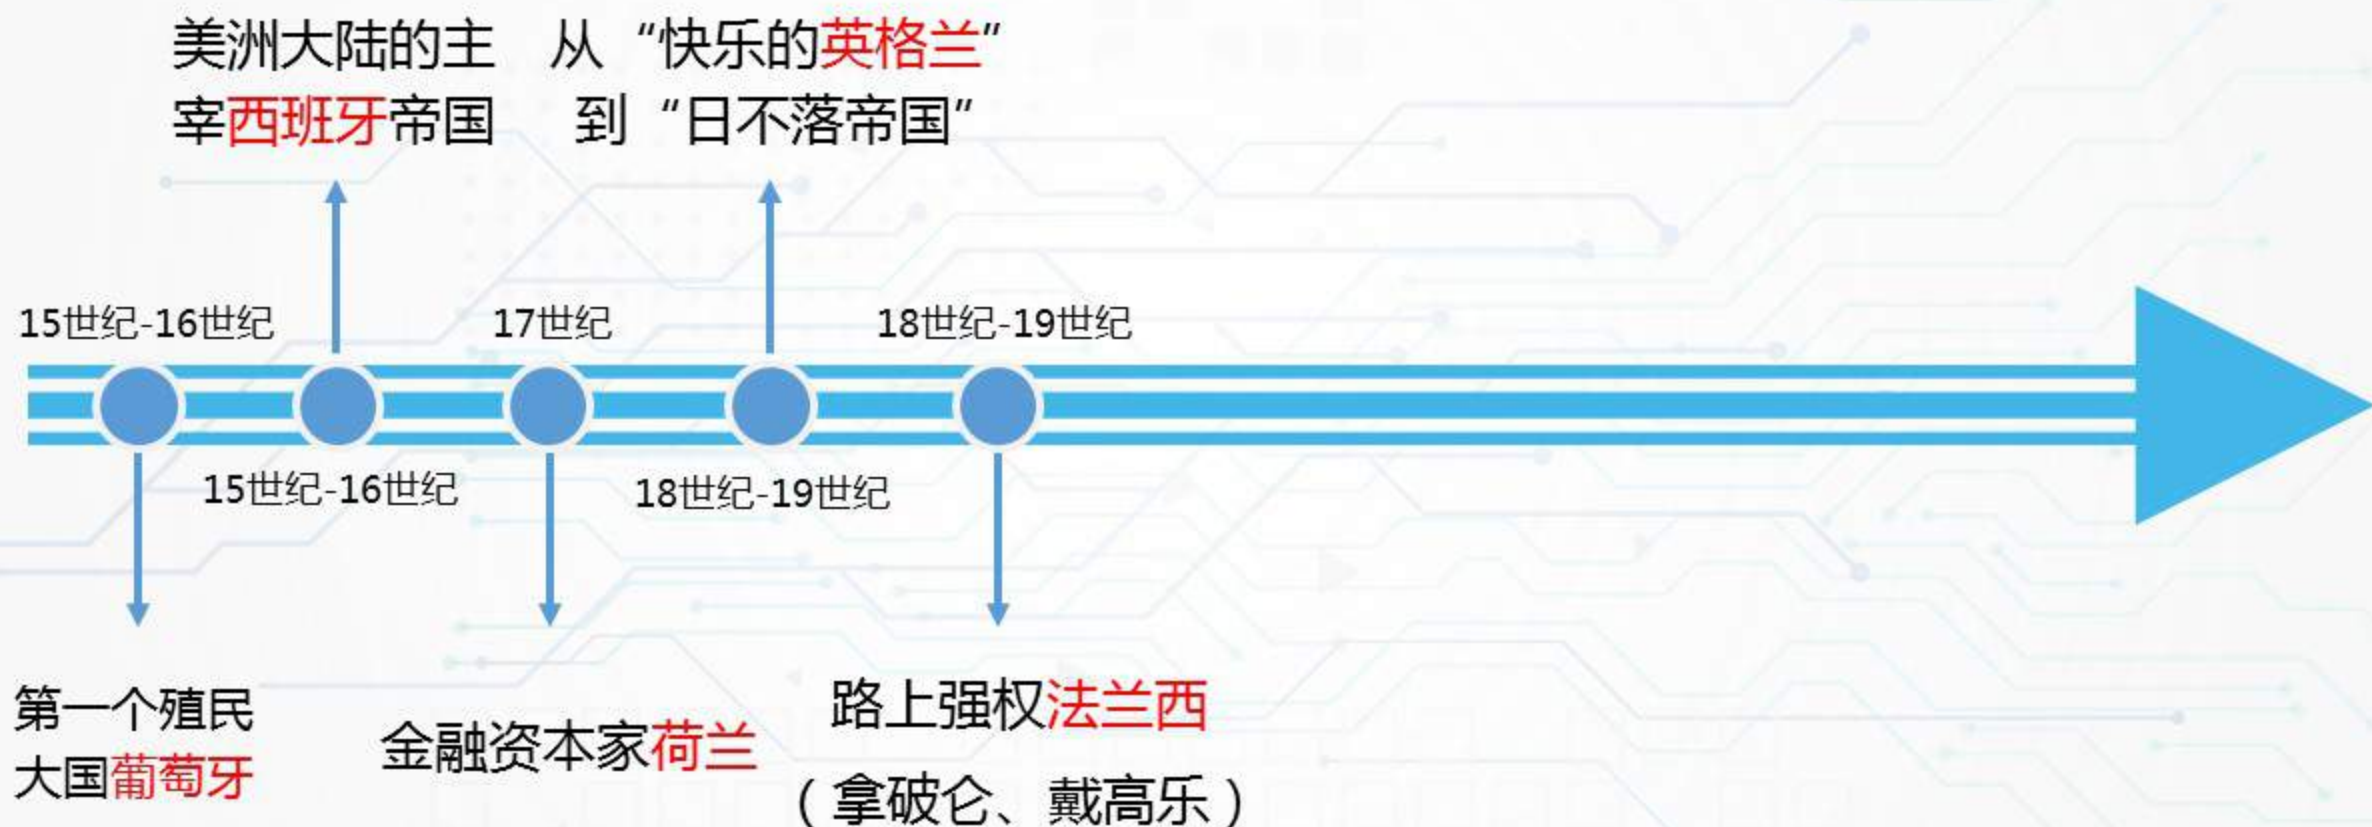 美洲大陆的主
宰西班牙帝国
从“快乐的英格兰”
到“日不落帝国”
15世纪-16世纪
17世纪
18世纪-19世纪
15世纪-16世纪
18世纪-19世纪
第一个殖民
大国葡萄牙
金融资本家荷兰
路上强权法兰西
（拿破仑、戴高乐）